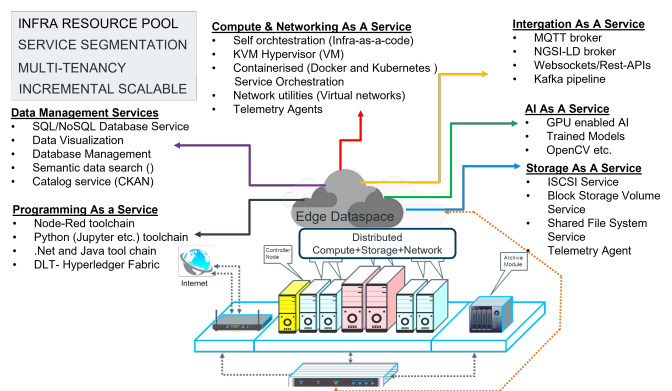 INFRA RESOURCE POOL
SERVICE SEGMENTATION
MULTI-TENANCY
INCREMENTAL SCALABLE
Compute & Networking As A Service
• Self orchtestration (Infra-as-a-code)
• KVM Hypervisor (VM)
• Containerised (Docker and Kubernetes )
Service Orchestration
• Network utilities (Virtual networks)
• Telemetry Agents
Intergation As A Service
• MQTT broker
• NGSI-LD broker
• Websockets/Rest-APIs
• Kafka pipeline
Data Management Services
• SQL/NoSQL Database Service
• Data Visualization
• Database Management
• Semantic data search ()
• Catalog service (CKAN)
AI As A Service
• GPU enabled AI
• Trained Models
• OpenCV etc.
Storage As A Service
• ISCSI Service
• Block Storage Volume
Service
• Shared File System
Service
• Telemetry Agent
Programming As a Service
• Node-Red toolchain
• Python (Jupyter etc.) toolchain
• .Net and Java tool chain
• DLT- Hyperledger Fabric
Edge Dataspace
Distributed
Compute+Storage+Network
Controller
Node
Archive
Module
Internet